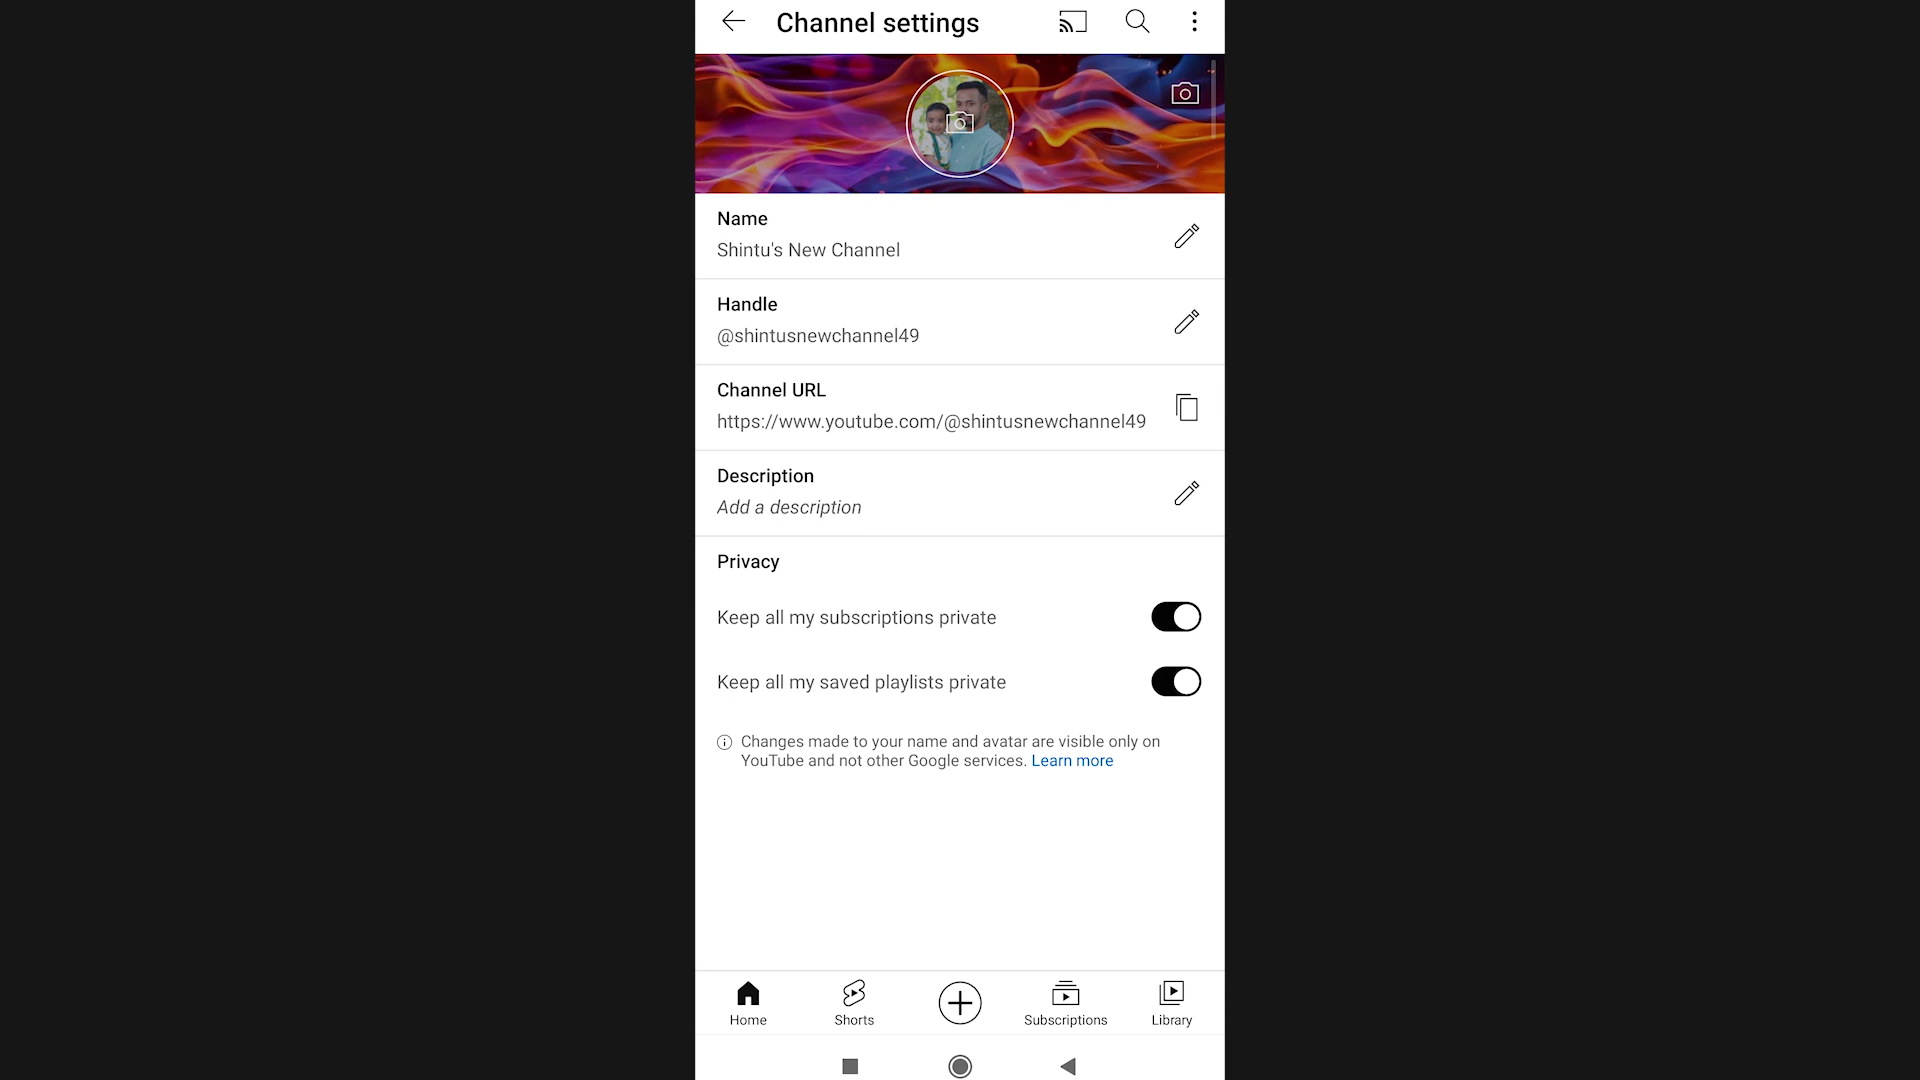 Channel settings
Name
Shintu's New Channel
Handle
@shintusnewchannel49
Channel URL
https://www.youtube.com/@shintusnewchannel49
Description
Add a description
Privacy
Keep all my subscriptions private
Keep all my saved playlists private
Changes made to your name and avatar are visible only on
YouTube and not other Google services. Learn more
Home Shorts Subscriptions Library